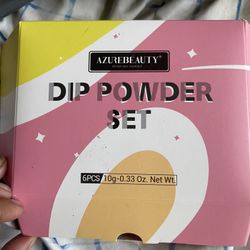 AZUREBEAUTY®
DIP POWDER
SET
6PCS 10g-0.33 Oz. Net Wt.